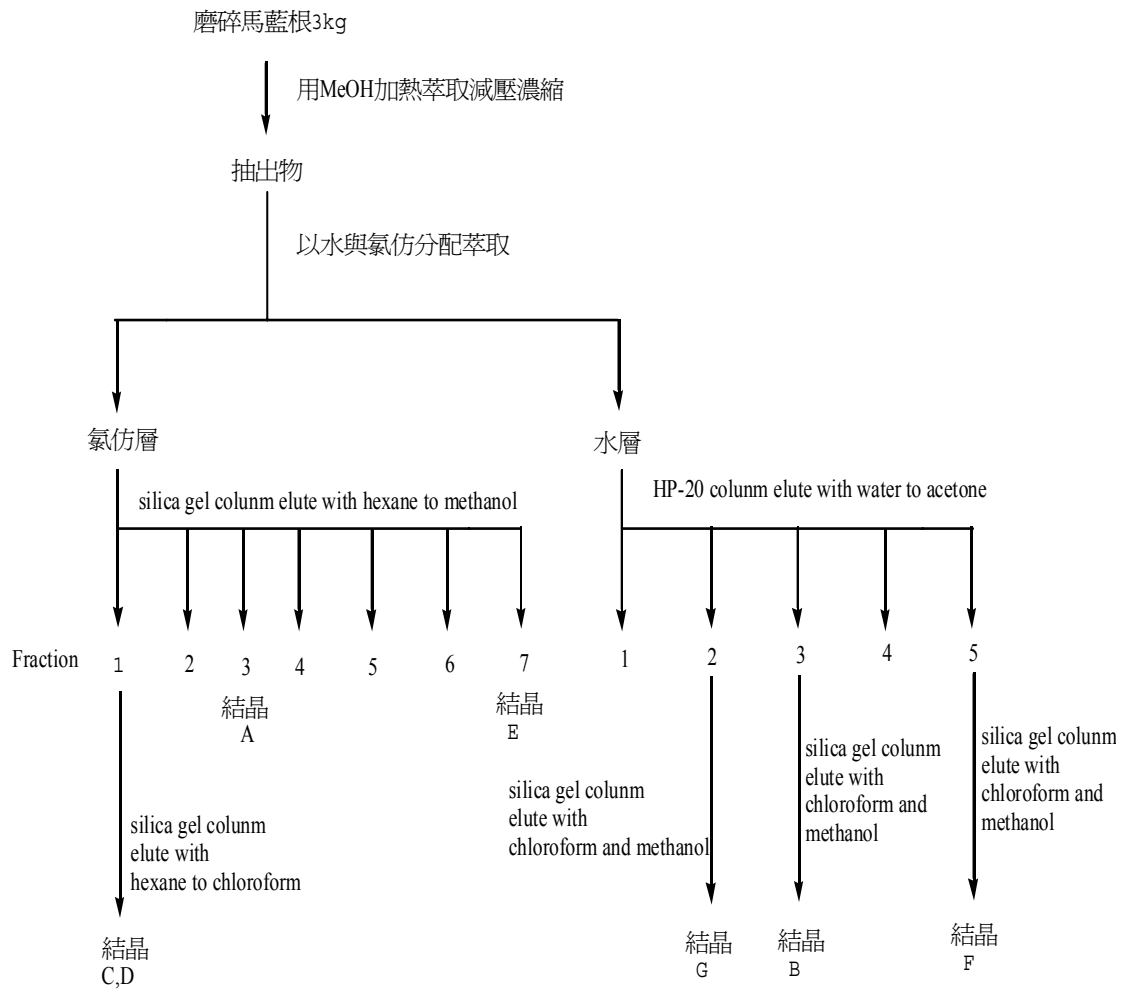 磨碎馬藍根3kg
用MeOH加熱萃取減壓濃縮
抽出物
以水與氯仿分配萃取
氯仿層
水層
silica gel colunm elute with hexane to methanol
HP-20 colunm elute with water to acetone
Fraction 1 2 3 4 5 6 7 1 2 3 4 5
結晶
A
結晶
E
silica gel colunm
elute with
hexane to chloroform
silica gel colunm
elute with
chloroform and methanol
silica gel colunm
elute with
chloroform and
methanol
silica gel colunm
elute with
chloroform and
methanol
結晶
C,D
結晶
G
結晶
B
結晶
F